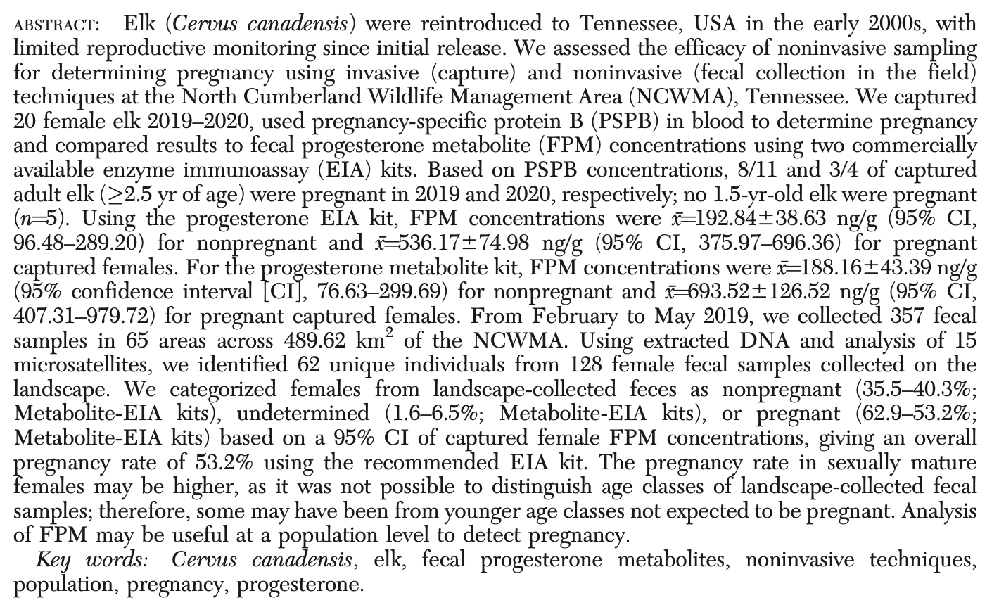 ABSTRACT: Elk (Cervus canadensis) were reintroduced to Tennessee, USA in the early 2000s, with
limited reproductive monitoring since initial release. We assessed the efficacy of noninvasive sampling
for determining pregnancy using invasive (capture) and noninvasive (fecal collection in the field)
techniques at the North Cumberland Wildlife Management Area (NCWMA), Tennessee. We captured
20 female elk 2019–2020, used pregnancy-specific protein B (PSPB) in blood to determine pregnancy
and compared results to fecal progesterone metabolite (FPM) concentrations using two commercially
available enzyme immunoassay (EIA) kits. Based on PSPB concentrations, 8/11 and 3/4 of captured
adult elk (≥2.5 yr of age) were pregnant in 2019 and 2020, respectively; no 1.5-yr-old elk were pregnant
(n=5). Using the progesterone EIA kit, FPM concentrations were x̄=192.84±38.63 ng/g (95% CI,
96.48–289.20) for nonpregnant and x̄=536.17±74.98 ng/g (95% CI, 375.97–696.36) for pregnant
captured females. For the progesterone metabolite kit, FPM concentrations were x̄=188.16±43.39 ng/g
(95% confidence interval [CI], 76.63–299.69) for nonpregnant and x̄=693.52±126.52 ng/g (95% CI,
407.31–979.72) for pregnant captured females. From February to May 2019, we collected 357 fecal
samples in 65 areas across 489.62 km² of the NCWMA. Using extracted DNA and analysis of 15
microsatellites, we identified 62 unique individuals from 128 female fecal samples collected on the
landscape. We categorized females from landscape-collected feces as nonpregnant (35.5–40.3%;
Metabolite-EIA kits), undetermined (1.6–6.5%; Metabolite-EIA kits), or pregnant (62.9–53.2%;
Metabolite-EIA kits) based on a 95% CI of captured female FPM concentrations, giving an overall
pregnancy rate of 53.2% using the recommended EIA kit. The pregnancy rate in sexually mature
females may be higher, as it was not possible to distinguish age classes of landscape-collected fecal
samples; therefore, some may have been from younger age classes not expected to be pregnant. Analysis
of FPM may be useful at a population level to detect pregnancy.
Key words: Cervus canadensis, elk, fecal progesterone metabolites, noninvasive techniques,
population, pregnancy, progesterone.